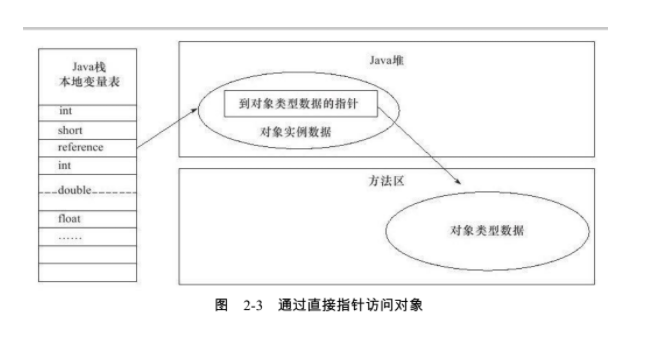 Java栈
本地变量表
int
short
reference
int
double
float
……
Java堆
到对象类型数据的指针
对象实例数据
方法区
对象类型数据
图 2-3 通过直接指针访问对象